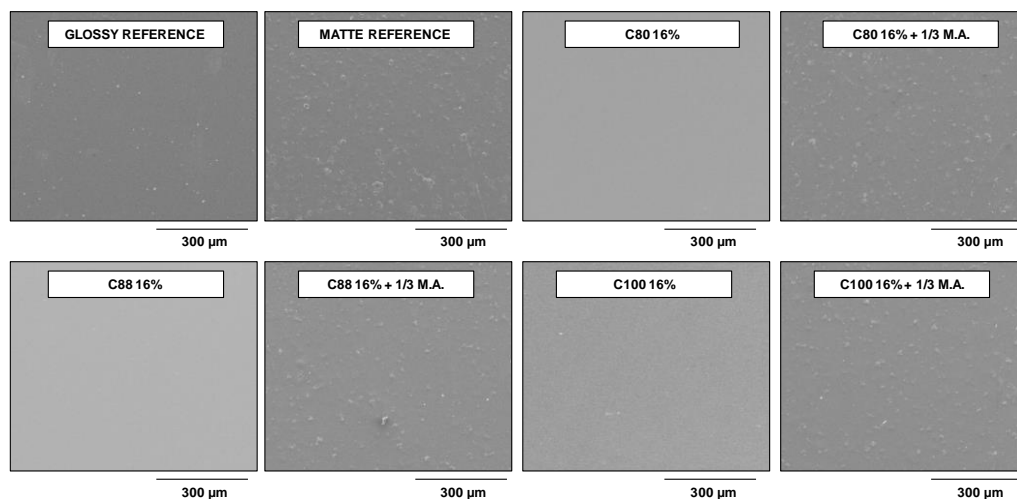 GLOSSY REFERENCE
MATTE REFERENCE
C80 16%
C80 16% + 1/3 M.A.
300 µm
300 µm
300 µm
300 µm
C88 16%
C88 16% + 1/3 M.A.
C100 16%
C100 16% + 1/3 M.A.
300 µm
300 µm
300 µm
300 µm